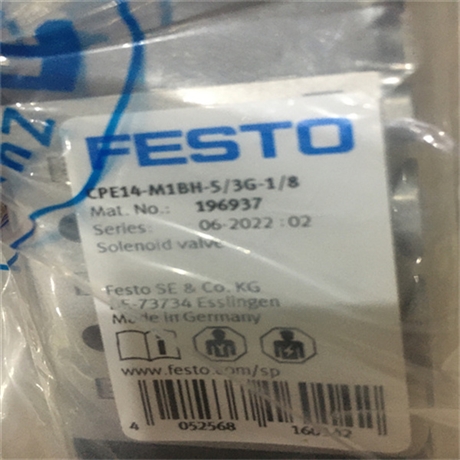 FESTO
CPE14-M1BH-5/3G-1/8
Mat. No.: 196937
Series: 06-2022 : 02
Solenoid valve
Festo SE & Co. KG
DE-73734 Esslingen
Made in Germany
www.festo.com/sp
4 052568